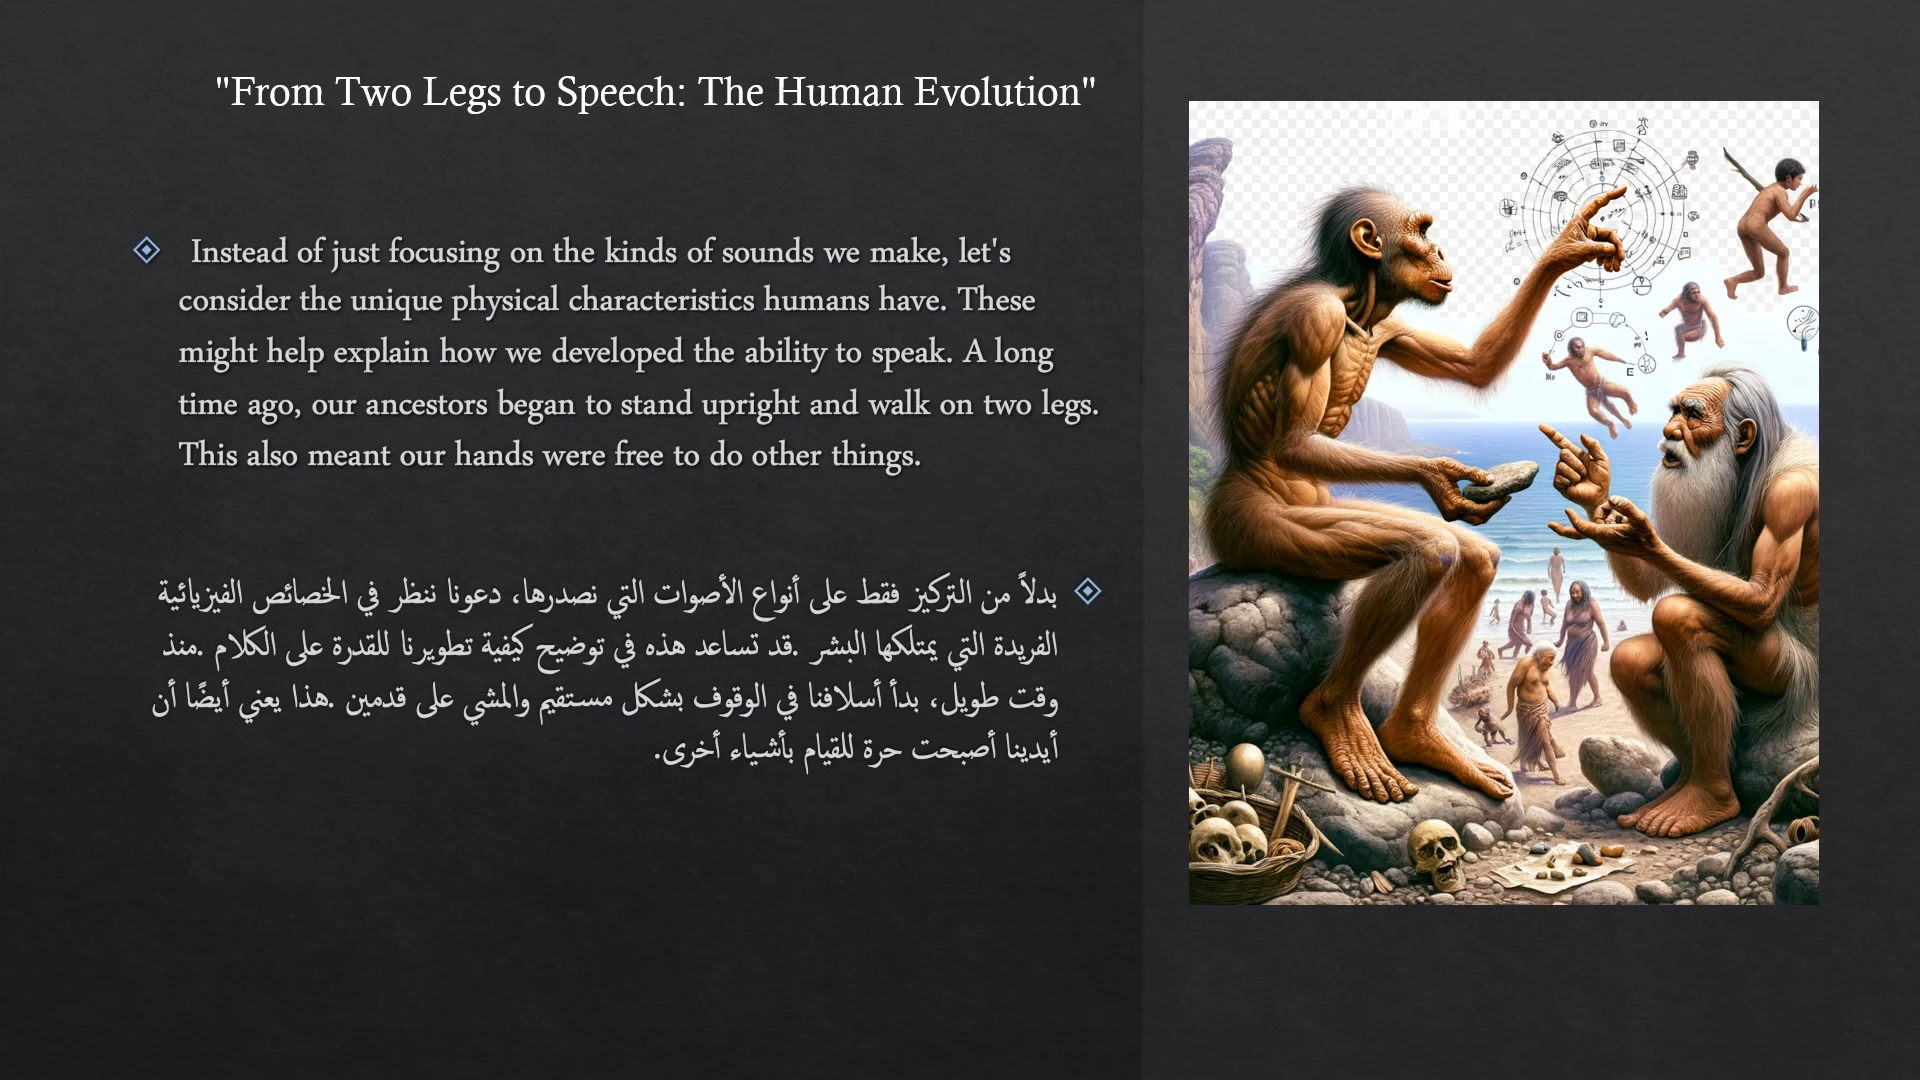 "From Two Legs to Speech: The Human Evolution"
Instead of just focusing on the kinds of sounds we make, let's
consider the unique physical characteristics humans have. These
might help explain how we developed the ability to speak. A long
time ago, our ancestors began to stand upright and walk on two legs.
This also meant our hands were free to do other things.
بدلاً من التركيز فقط على أنواع الأصوات التي نصدرها، دعونا ننظر في الخصائص الفيزيائية
الفريدة التي يمتلكها البشر .قد تساعد هذه في توضيح كيفية تطويرنا للقدرة على الكلام .منذ
وقت طويل، بدأ أسلافنا في الوقوف بشكل مستقيم والمشي على قدمين .هذا يعني أيضًا أن
أيدينا أصبحت حرة للقيام بأشياء أخرى.